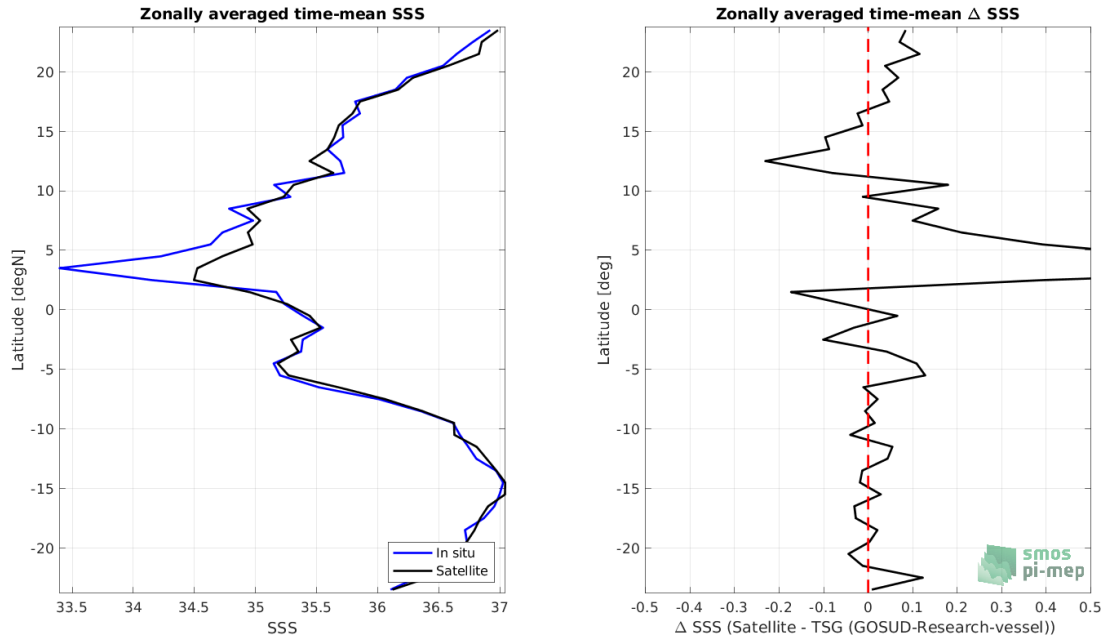 Zonally averaged time-mean SSS
Latitude [degN]
20
15
10
5
0
-5
-10
-15
-20
33.5 34 34.5 35 35.5 36 36.5 37
SSS
In situ
Satellite
Zonally averaged time-mean Δ SSS
Latitude [deg]
20
15
10
5
0
-5
-10
-15
-20
-0.5 -0.4 -0.3 -0.2 -0.1 0 0.1 0.2 0.3 0.4 0.5
Δ SSS (Satellite - TSG (GOSUD-Research-vessel))
smos
pi-mep